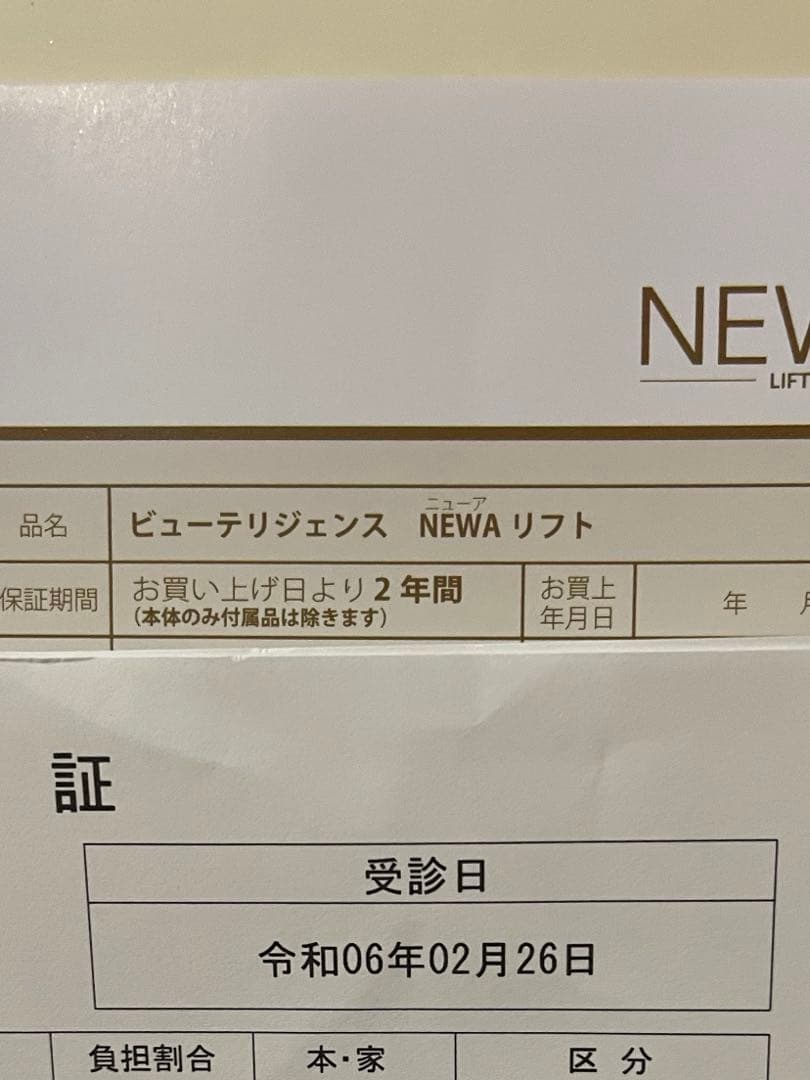 NEW
LIFT
品名
ビューテリジェンス NEWA リフト
ニューア
保証期間
お買い上げ日より2年間
(本体のみ付属品は除きます)
お買上
年月日
年
証
受診日
令和06年02月26日
負担割合
本・家
区 分